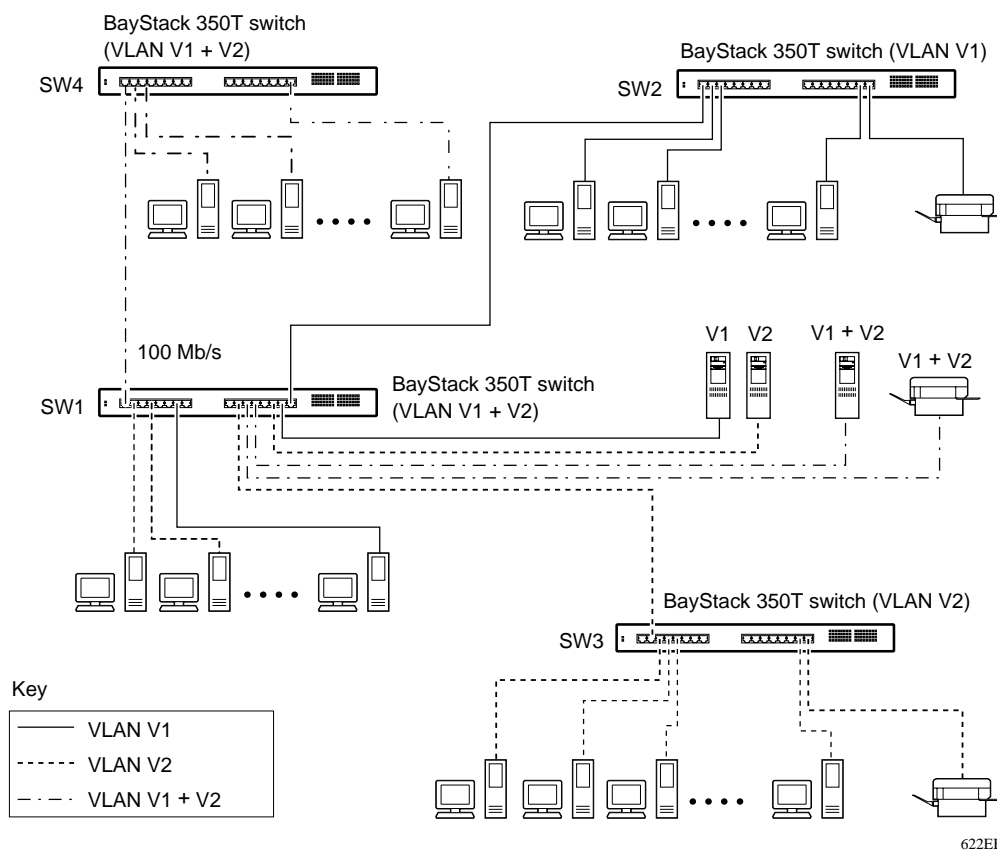 BayStack 350T switch
(VLAN V1 + V2)
SW4
BayStack 350T switch (VLAN V1)
SW2
100 Mb/s
SW1
BayStack 350T switch
(VLAN V1 + V2)
V1
V2
V1 + V2
V1 + V2
BayStack 350T switch (VLAN V2)
SW3
Key
VLAN V1
VLAN V2
VLAN V1 + V2